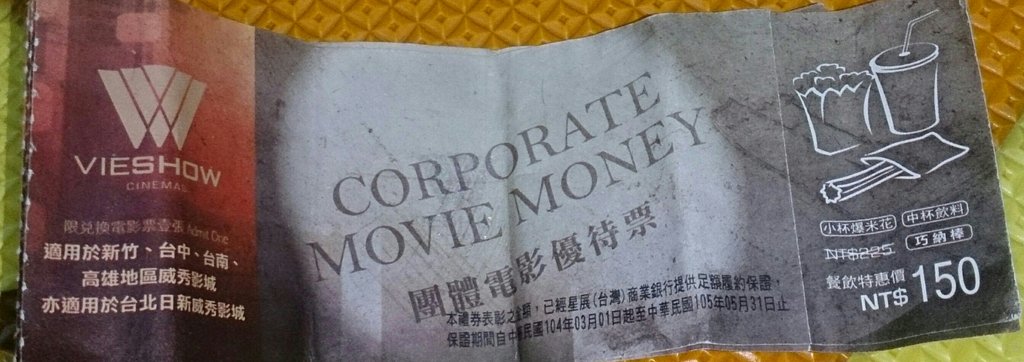 VIESHOW
CINEMAS
限兌換電影票壹張 Admit One
適用於新竹、台中、台南、
高雄地區威秀影城
亦適用於台北日新威秀影城
CORPORATE
MOVIE MONEY
團體電影優待票
本禮券表彰之金額，已經星展(台灣)商業銀行提供足額履約保證，
保證期間自中華民國104年03月01日起至中華民國105年05月31日止
小杯爆米花 中杯飲料
NT$225 巧納棒
餐飲特惠價
NT$150